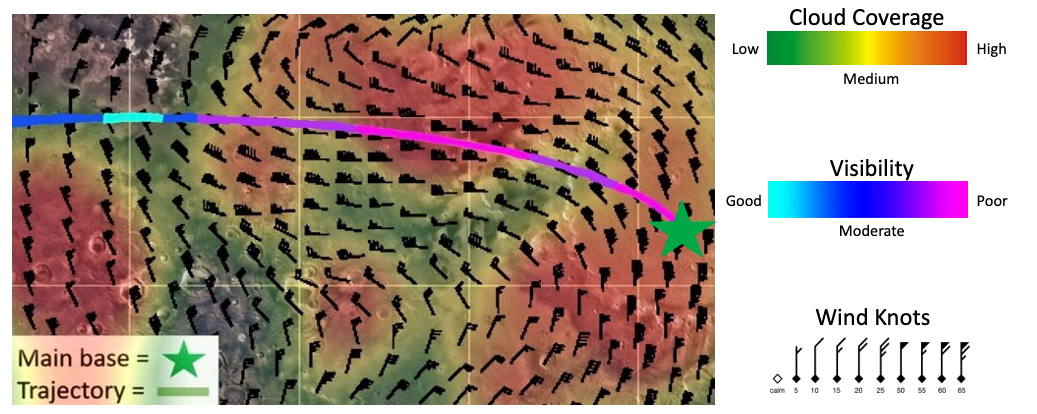 Cloud Coverage
Low
High
Medium
Visibility
Good
Poor
Moderate
Wind Knots
calm 5 10 15 20 25 50 55 60 65
Main base =
Trajectory =